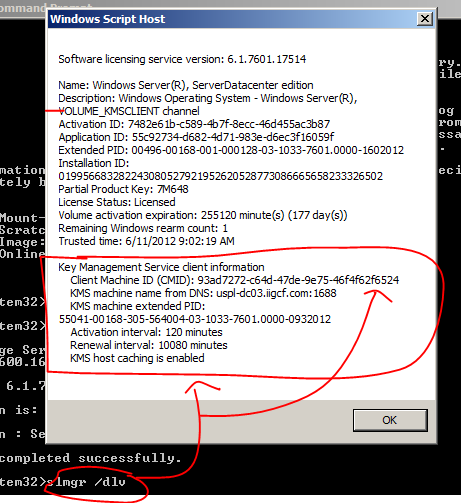 ommand Prompt
Windows Script Host
Software licensing service version: 6.1.7601.17514
Name: Windows Server(R), ServerDatacenter edition
Description: Windows Operating System - Windows Server(R),
VOLUME_KMSCLIENT channel
Activation ID: 7482e61b-c589-4b7f-8ecc-46d455ac3b87
Application ID: 55c92734-d682-4d71-983e-d6ec3f16059f
Extended PID: 00496-00168-001-000128-03-1033-7601.0000-1602012
Installation ID:
019956683282243080527921952620528773086665658233326502
Partial Product Key: 7M648
License Status: Licensed
Volume activation expiration: 255120 minute(s) (177 day(s))
Remaining Windows rearm count: 1
Trusted time: 6/11/2012 9:02:19 AM
Key Management Service client information
Client Machine ID (CMID): 93ad7272-c64d-47de-9e75-46f4f62f6524
KMS machine name from DNS: uspl-dc03.iigcf.com:1688
KMS machine extended PID:
55041-00168-305-564004-03-1033-7601.0000-0932012
Activation interval: 120 minutes
Renewal interval: 10080 minutes
KMS host caching is enabled
OK
ry.
log
rom
ssa
mation
tely b
eci
Mount-
Scratc
Image:
Online
tem32>
tem32>
ge Ser
600.16
6.1.7
n is:
n : Se
completed successfully.
tem32>slmgr /dlv